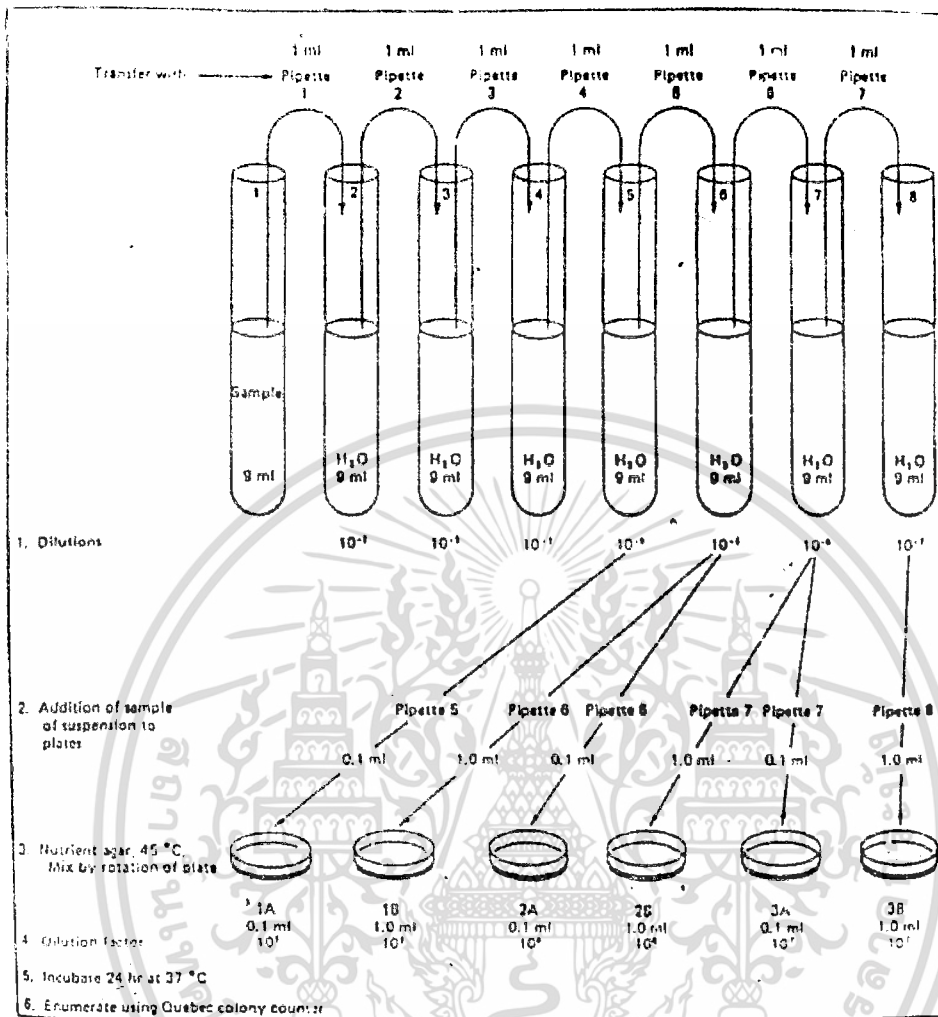 1 ml 1 ml 1 ml 1 ml 1 ml 1 ml 1 ml
Transfer with Pipette Pipette Pipette Pipette Pipette Pipette Pipette
1 2 3 4 7
1 2 3 4 5 6 7 8
Sample
9 ml H₂O H₂O H₂O H₂O H₂O H₂O H₂O
9 ml 9 ml 9 ml 9 ml 9 ml 9 ml 9 ml
1. Dilutions
2. Addition of sample Pipette 5 Pipette 6 Pipette 6 Pipette 7 Pipette 7 Pipette 8
of suspension to
plates
0.1 ml 1.0 ml 0.1 ml 1.0 ml 0.1 ml 1.0 ml
3. Nutrient agar, 45 °C,
Mix by rotation of plate
1A 1B 2A 2B 3A 3B
0.1 ml 1.0 ml 0.1 ml 1.0 ml 0.1 ml 1.0 ml
4. Dilution factor
5. Incubate 24 hr at 37 °C
6. Enumerate using Quebec colony counter